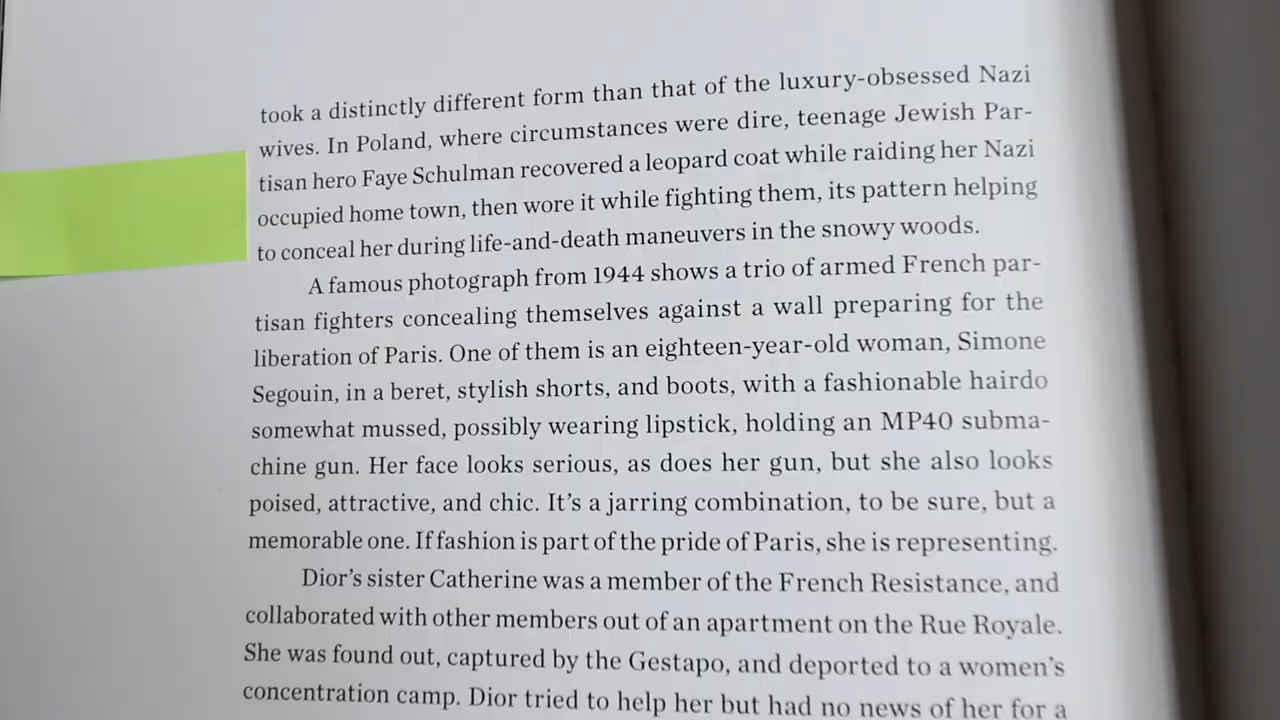 took a distinctly different form than that of the luxury-obsessed Nazi
wives. In Poland, where circumstances were dire, teenage Jewish Par-
tisan hero Faye Schulman recovered a leopard coat while raiding her Nazi
occupied home town, then wore it while fighting them, its pattern helping
to conceal her during life-and-death maneuvers in the snowy woods.
A famous photograph from 1944 shows a trio of armed French par-
tisan fighters concealing themselves against a wall preparing for the
liberation of Paris. One of them is an eighteen-year-old woman, Simone
Segouin, in a beret, stylish shorts, and boots, with a fashionable hairdo
somewhat mussed, possibly wearing lipstick, holding an MP40 subma-
chine gun. Her face looks serious, as does her gun, but she also looks
poised, attractive, and chic. It’s a jarring combination, to be sure, but a
memorable one. If fashion is part of the pride of Paris, she is representing.
Dior’s sister Catherine was a member of the French Resistance, and
collaborated with other members out of an apartment on the Rue Royale.
She was found out, captured by the Gestapo, and deported to a women’s
concentration camp. Dior tried to help her but had no news of her for a